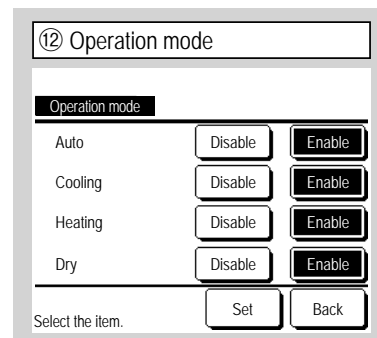 ⑫ Operation mode
Operation mode
Auto Disable Enable
Cooling Disable Enable
Heating Disable Enable
Dry Disable Enable
Select the item. Set Back